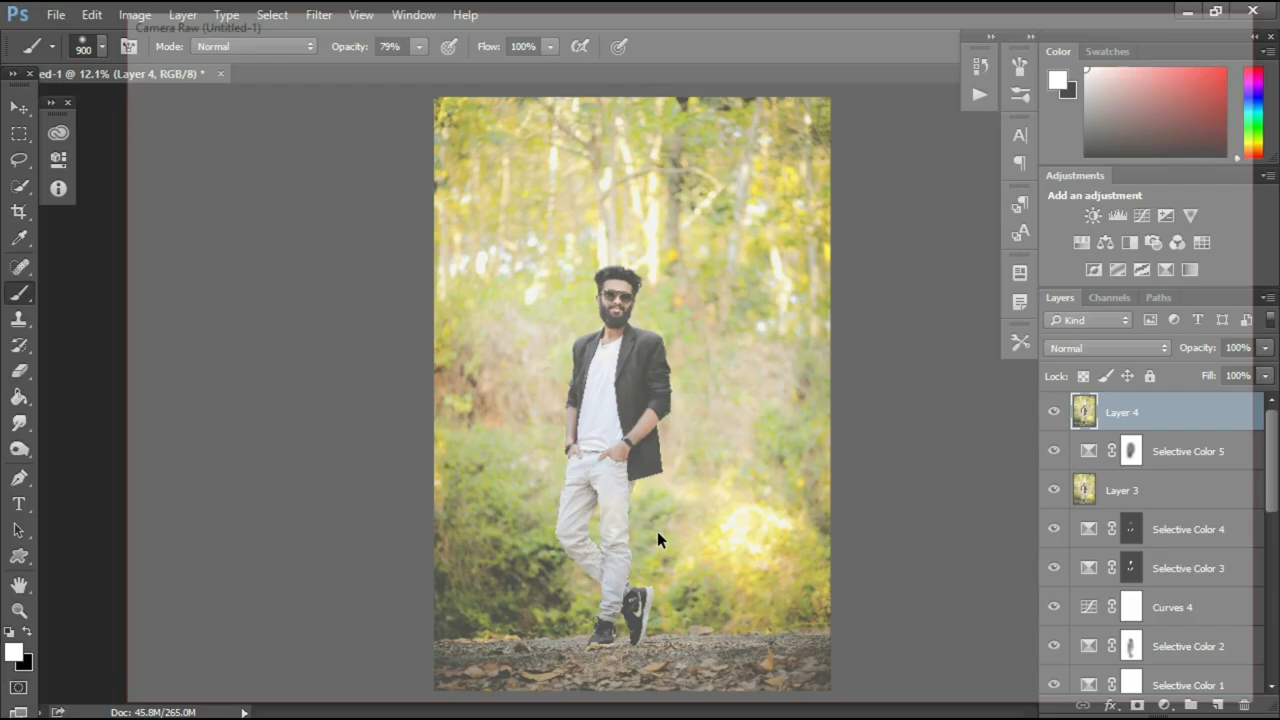 Ps File Edit Image Layer Type Select Filter View Window Help
Camera Raw (Untitled-1)
900 Mode: Normal Opacity: 79% Flow: 100%
ed-1 @ 12.1% (Layer 4, RGB/8) * ×
Color Swatches
Adjustments
Add an adjustment
Layers Channels Paths
Kind
Normal Opacity: 100%
Lock: Fill: 100%
Layer 4
Selective Color 5
Layer 3
Selective Color 4
Selective Color 3
Curves 4
Selective Color 2
Selective Color 1
Doc: 45.8M/265.0M